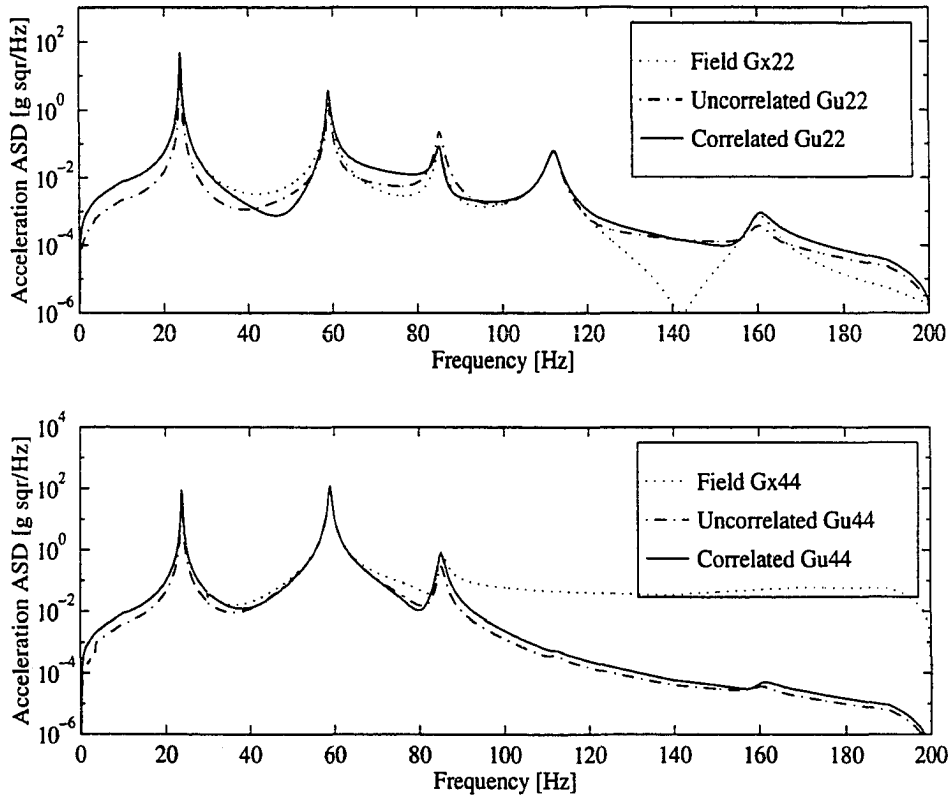 Acceleration ASD [g sqr/Hz]
10^2
10^0
10^-2
10^-4
10^-6
Field Gx22
Uncorrelated Gu22
Correlated Gu22
0 20 40 60 80 100 120 140 160 180 200
Frequency [Hz]
Acceleration ASD [g sqr/Hz]
10^4
10^2
10^0
10^-2
10^-4
10^-6
Field Gx44
Uncorrelated Gu44
Correlated Gu44
0 20 40 60 80 100 120 140 160 180 200
Frequency [Hz]